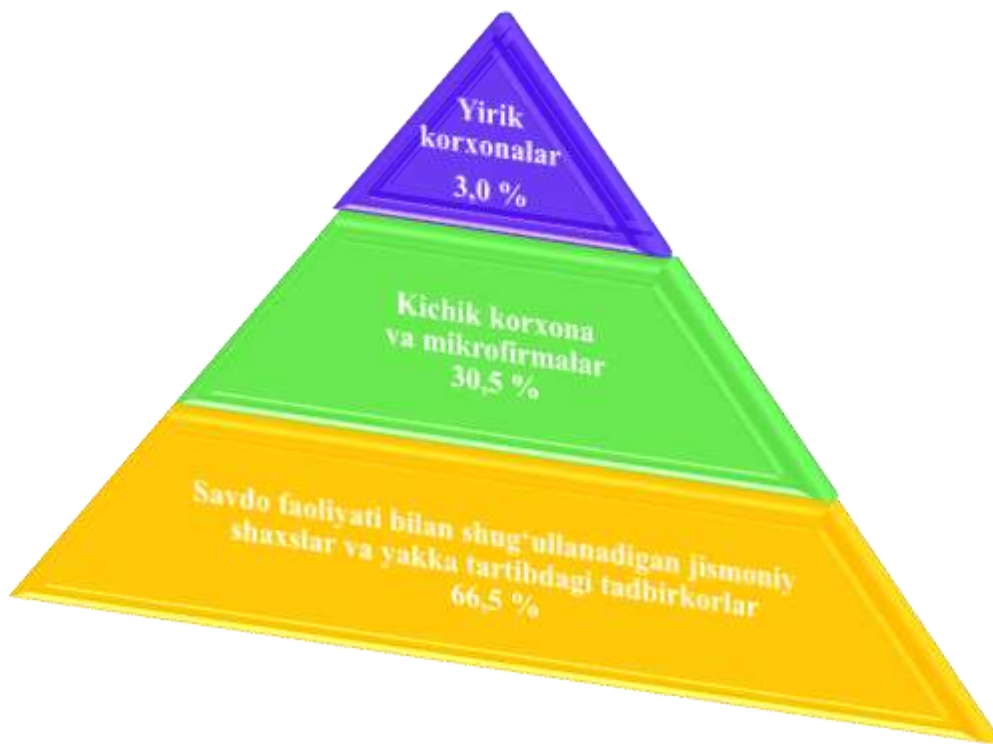 Yirik
korxonalar
3,0 %
Kichik korxona
va mikrofirmalar
30,5 %
Savdo faoliyati bilan shug‘ullanadigan jismoniy
shaxslar va yakka tartibdagi tadbirkorlar
66,5 %